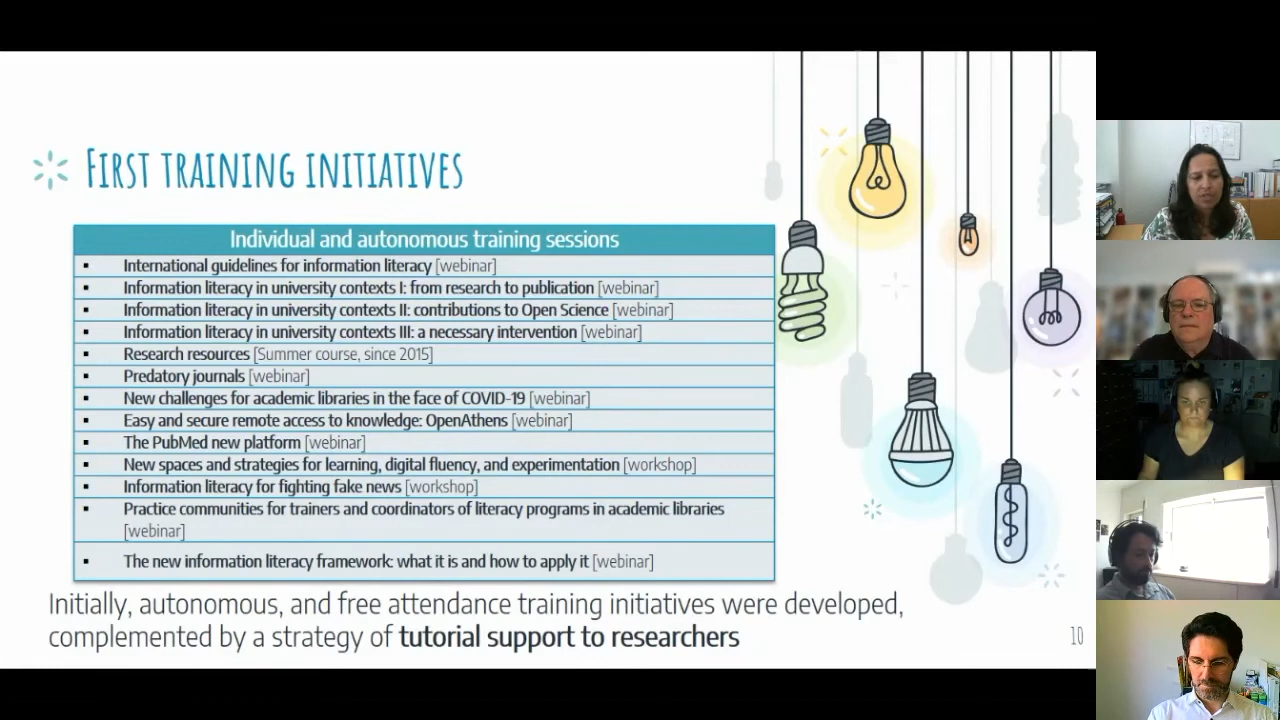 First training initiatives
Individual and autonomous training sessions
▪ International guidelines for information literacy [webinar]
▪ Information literacy in university contexts I: from research to publication [webinar]
▪ Information literacy in university contexts II: contributions to Open Science [webinar]
▪ Information literacy in university contexts III: a necessary intervention [webinar]
▪ Research resources [Summer course, since 2015]
▪ Predatory journals [webinar]
▪ New challenges for academic libraries in the face of COVID-19 [webinar]
▪ Easy and secure remote access to knowledge: OpenAthens [webinar]
▪ The PubMed new platform [webinar]
▪ New spaces and strategies for learning, digital fluency, and experimentation [workshop]
▪ Information literacy for fighting fake news [workshop]
▪ Practice communities for trainers and coordinators of literacy programs in academic libraries
[webinar]
▪ The new information literacy framework: what it is and how to apply it [webinar]
Initially, autonomous, and free attendance training initiatives were developed,
complemented by a strategy of tutorial support to researchers
10